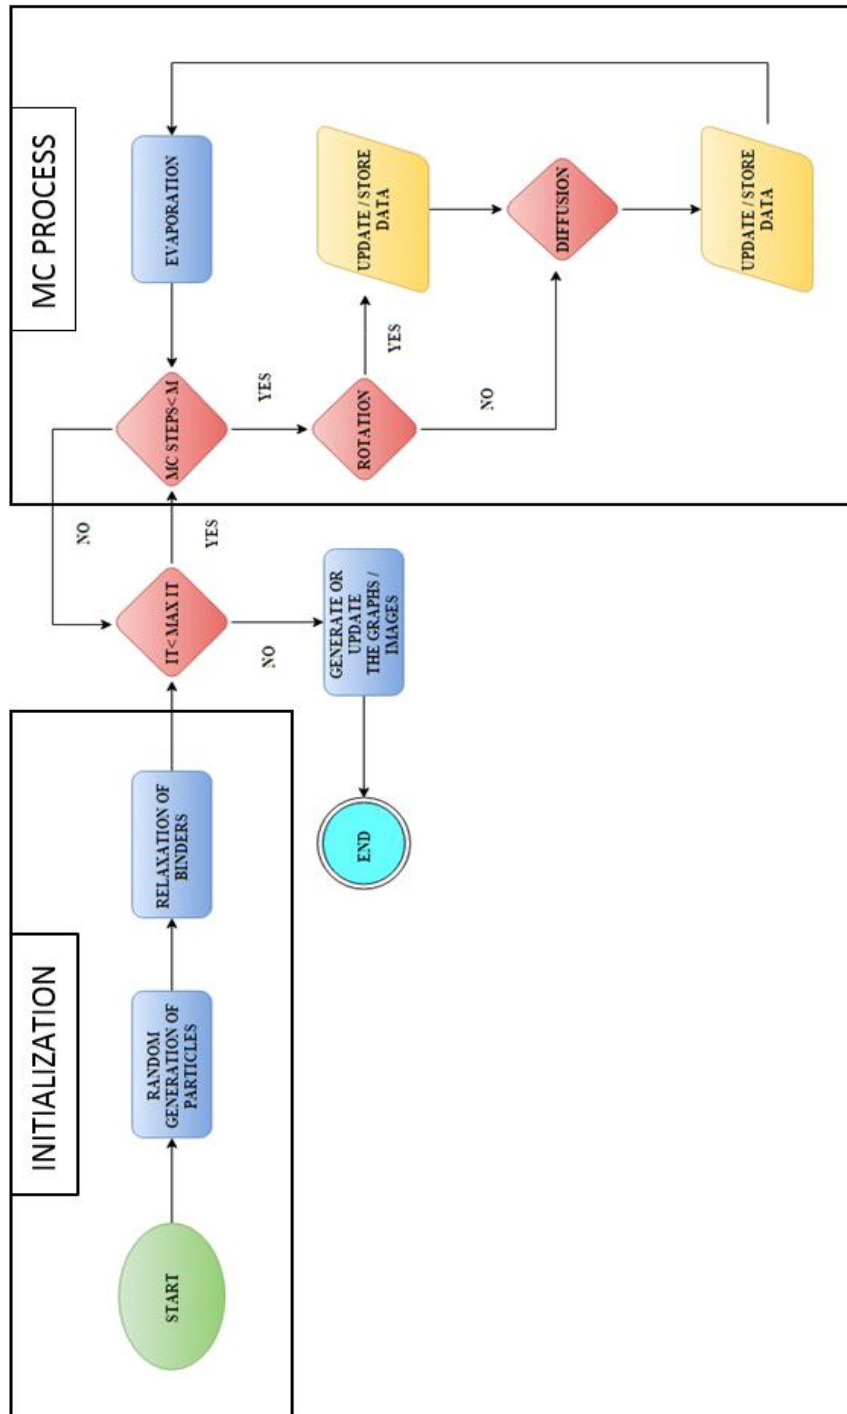 INITIALIZATION
START
RANDOM
GENERATION OF
PARTICLES
RELAXATION OF
BINDERS
IT< MAX IT
NO
YES
NO
GENERATE OR
UPDATE
THE GRAPHS /
IMAGES
END
MC PROCESS
MC STEPS< M
EVAPORATION
YES
ROTATION
YES
UPDATE / STORE
DATA
NO
DIFFUSION
UPDATE / STORE
DATA